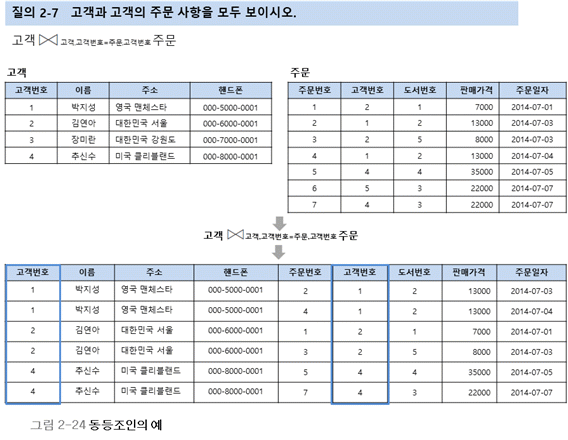 질의 2-7 고객과 고객의 주문 사항을 모두 보이시오.
고객 ⋈ 고객.고객번호=주문.고객번호 주문
고객
고객번호 이름 주소 핸드폰
1 박지성 영국 맨체스타 000-5000-0001
2 김연아 대한민국 서울 000-6000-0001
3 장미란 대한민국 강원도 000-7000-0001
4 추신수 미국 클리블랜드 000-8000-0001
주문
주문번호 고객번호 도서번호 판매가격 주문일자
1 2 1 7000 2014-07-01
2 1 2 13000 2014-07-03
3 2 5 8000 2014-07-03
4 1 2 13000 2014-07-04
5 4 4 35000 2014-07-05
6 5 3 22000 2014-07-07
7 4 3 22000 2014-07-07
고객 ⋈ 고객.고객번호=주문.고객번호 주문
고객번호 이름 주소 핸드폰 주문번호 고객번호 도서번호 판매가격 주문일자
1 박지성 영국 맨체스타 000-5000-0001 2 1 2 13000 2014-07-03
1 박지성 영국 맨체스타 000-5000-0001 4 1 2 13000 2014-07-04
2 김연아 대한민국 서울 000-6000-0001 1 2 1 7000 2014-07-01
2 김연아 대한민국 서울 000-6000-0001 3 2 5 8000 2014-07-03
4 추신수 미국 클리블랜드 000-8000-0001 5 4 4 35000 2014-07-05
4 추신수 미국 클리블랜드 000-8000-0001 7 4 3 22000 2014-07-07
그림 2-24 동등조인의 예